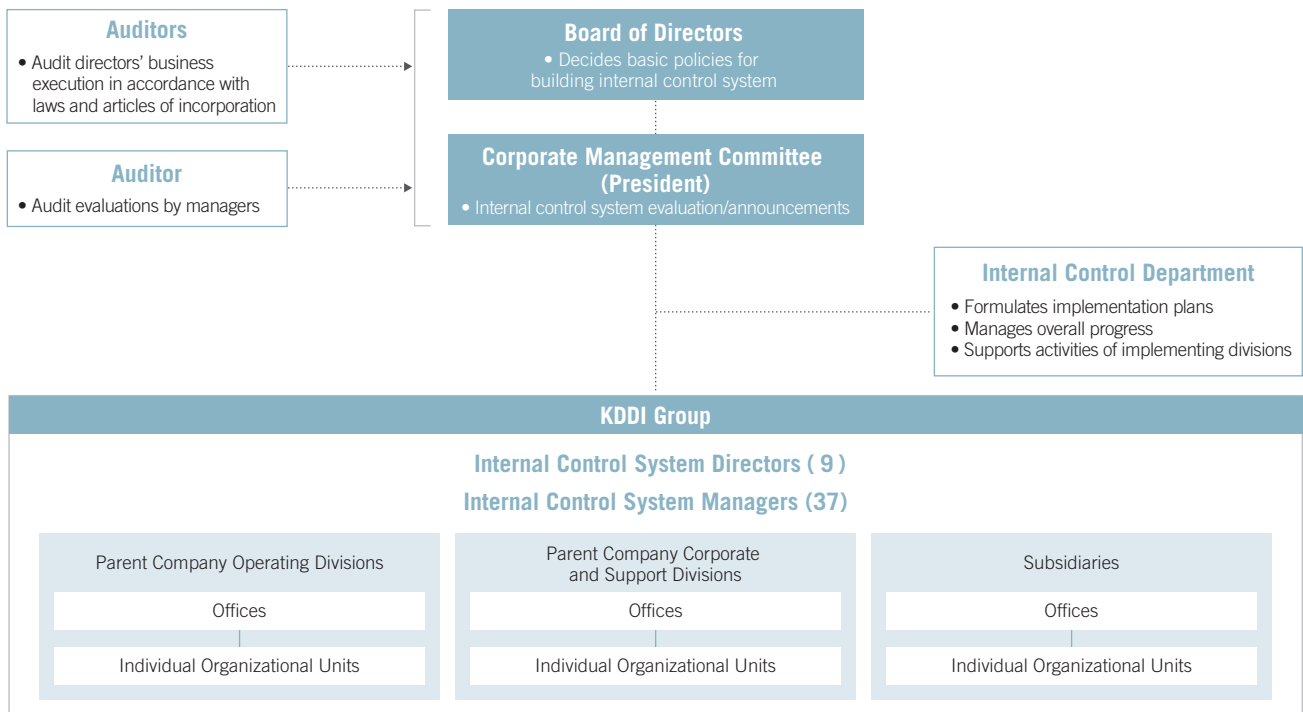 Auditors
• Audit directors’ business
execution in accordance with
laws and articles of incorporation
Board of Directors
• Decides basic policies for
building internal control system
Auditor
• Audit evaluations by managers
Corporate Management Committee
(President)
• Internal control system evaluation/announcements
Internal Control Department
• Formulates implementation plans
• Manages overall progress
• Supports activities of implementing divisions
KDDI Group
Internal Control System Directors ( 9 )
Internal Control System Managers (37)
Parent Company Operating Divisions
Offices
Individual Organizational Units
Parent Company Corporate
and Support Divisions
Offices
Individual Organizational Units
Subsidiaries
Offices
Individual Organizational Units